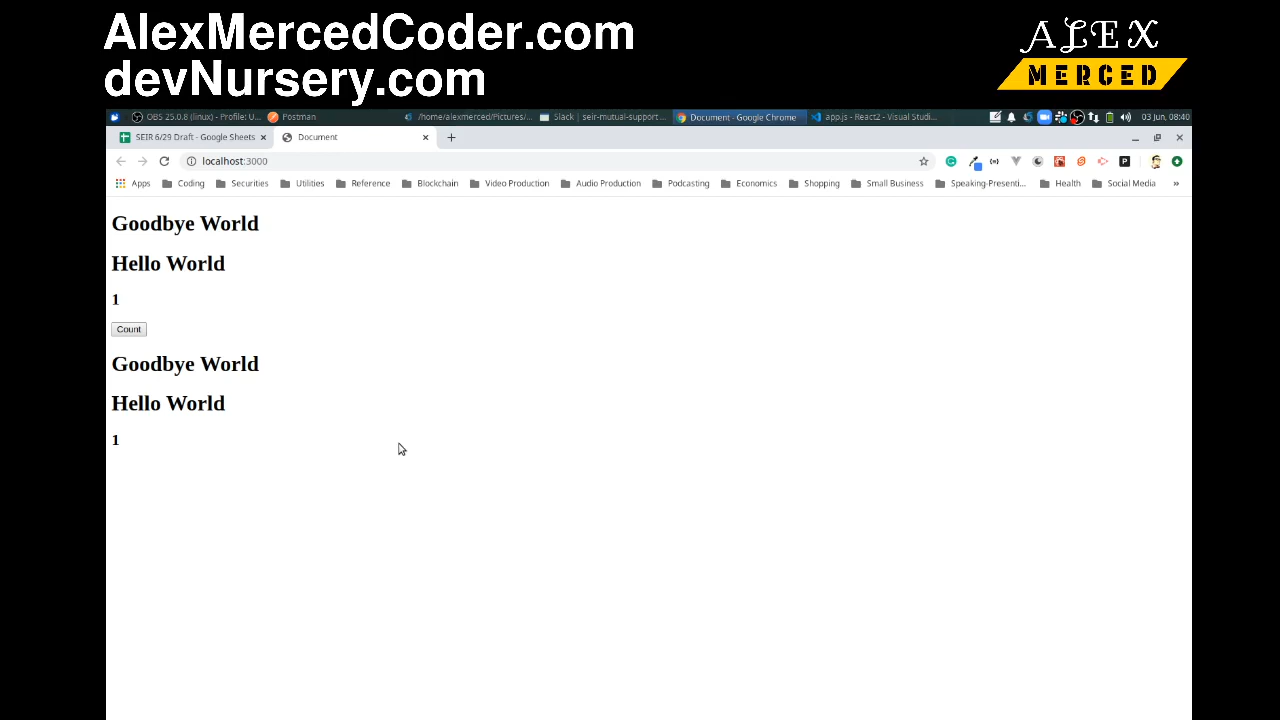 AlexMercedCoder.com
devNursery.com
ALEX
MERCED
OBS 25.0.8 (linux) - Profile: U... Postman /home/alexmerced/Pictures/... Slack | seir-mutual-support... Document - Google Chrome app.js - React2 - Visual Studi... 03 Jun, 08:40
SEIR 6/29 Draft - Google Sheets Document
localhost:3000
Apps Coding Securities Utilities Reference Blockchain Video Production Audio Production Podcasting Economics Shopping Small Business Speaking-Presenti... Health Social Media »
Goodbye World
Hello World
1
Count
Goodbye World
Hello World
1